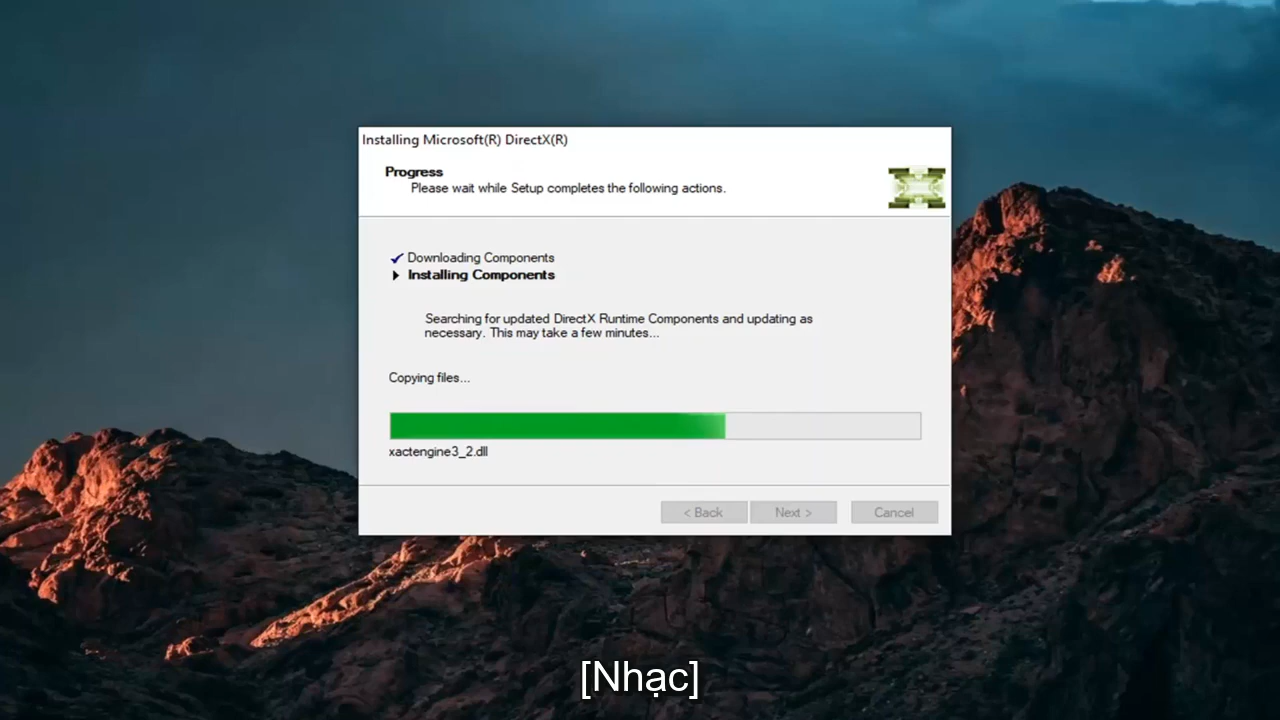 Installing Microsoft(R) DirectX(R)
Progress
Please wait while Setup completes the following actions.
Downloading Components
Installing Components
Searching for updated DirectX Runtime Components and updating as
necessary. This may take a few minutes...
Copying files...
xactengine3_2.dll
< Back
Next >
Cancel
[Nhạc]